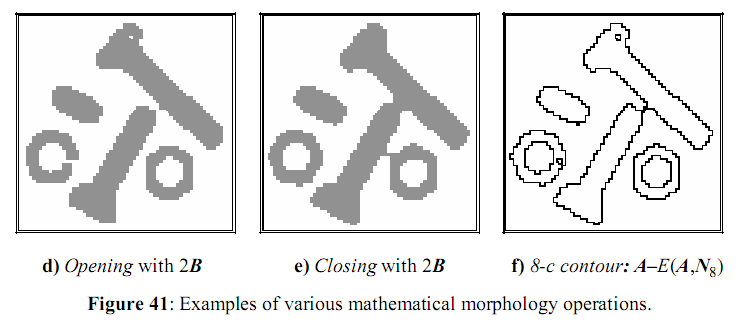 d) Opening with 2B e) Closing with 2B f) 8-c contour: A–E(A,N₈)
Figure 41: Examples of various mathematical morphology operations.